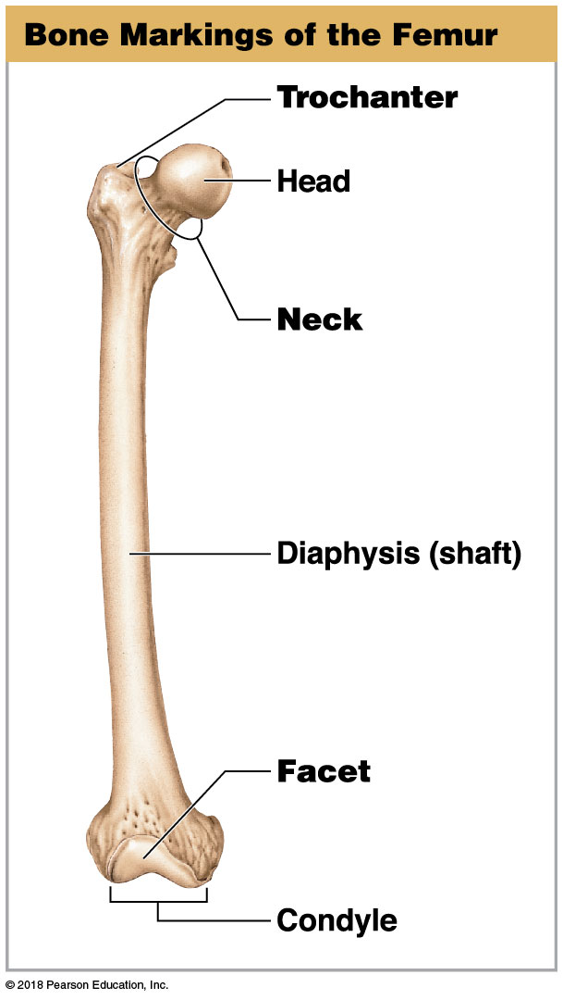 Bone Markings of the Femur
Trochanter
Head
Neck
Diaphysis (shaft)
Facet
Condyle
© 2018 Pearson Education, Inc.